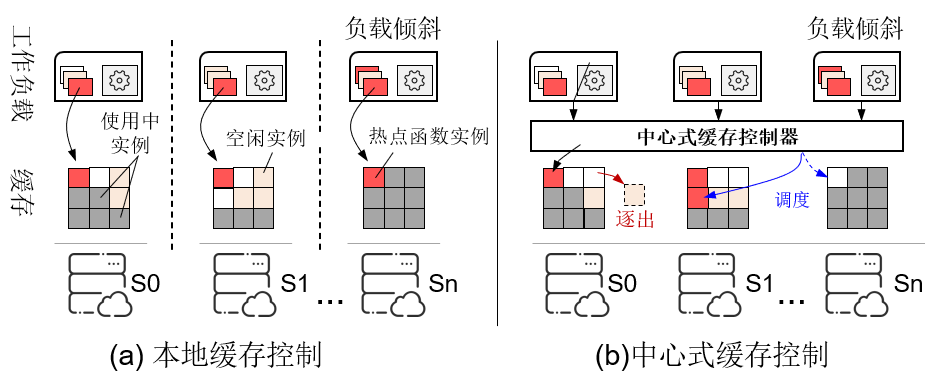 工作负载
缓存
负载倾斜
使用中
实例
空闲实例
热点函数实例
S0
S1
...
Sn
(a) 本地缓存控制
负载倾斜
中心式缓存控制器
逐出
调度
S0
S1
...
Sn
(b)中心式缓存控制